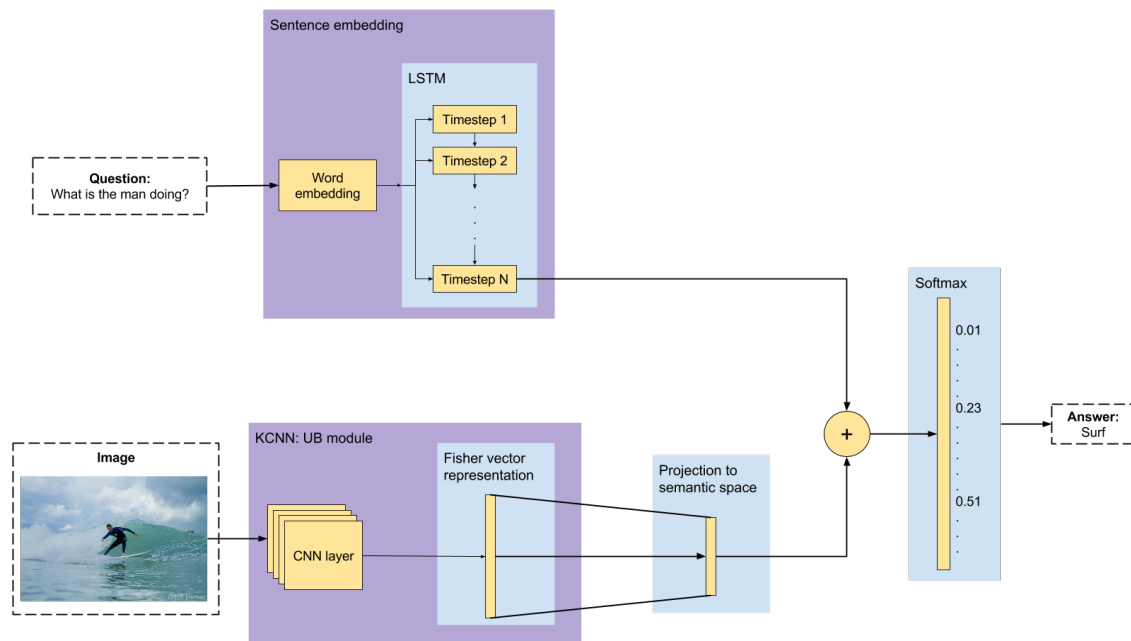 Sentence embedding
LSTM
Timestep 1
Timestep 2
.
.
.
Timestep N
Word
embedding
Question:
What is the man doing?
Softmax
0.01
.
.
.
.
0.23
.
.
.
.
0.51
.
.
.
+
Answer:
Surf
KCNN: UB module
Image
Fisher vector
representation
Projection to
semantic space
CNN layer